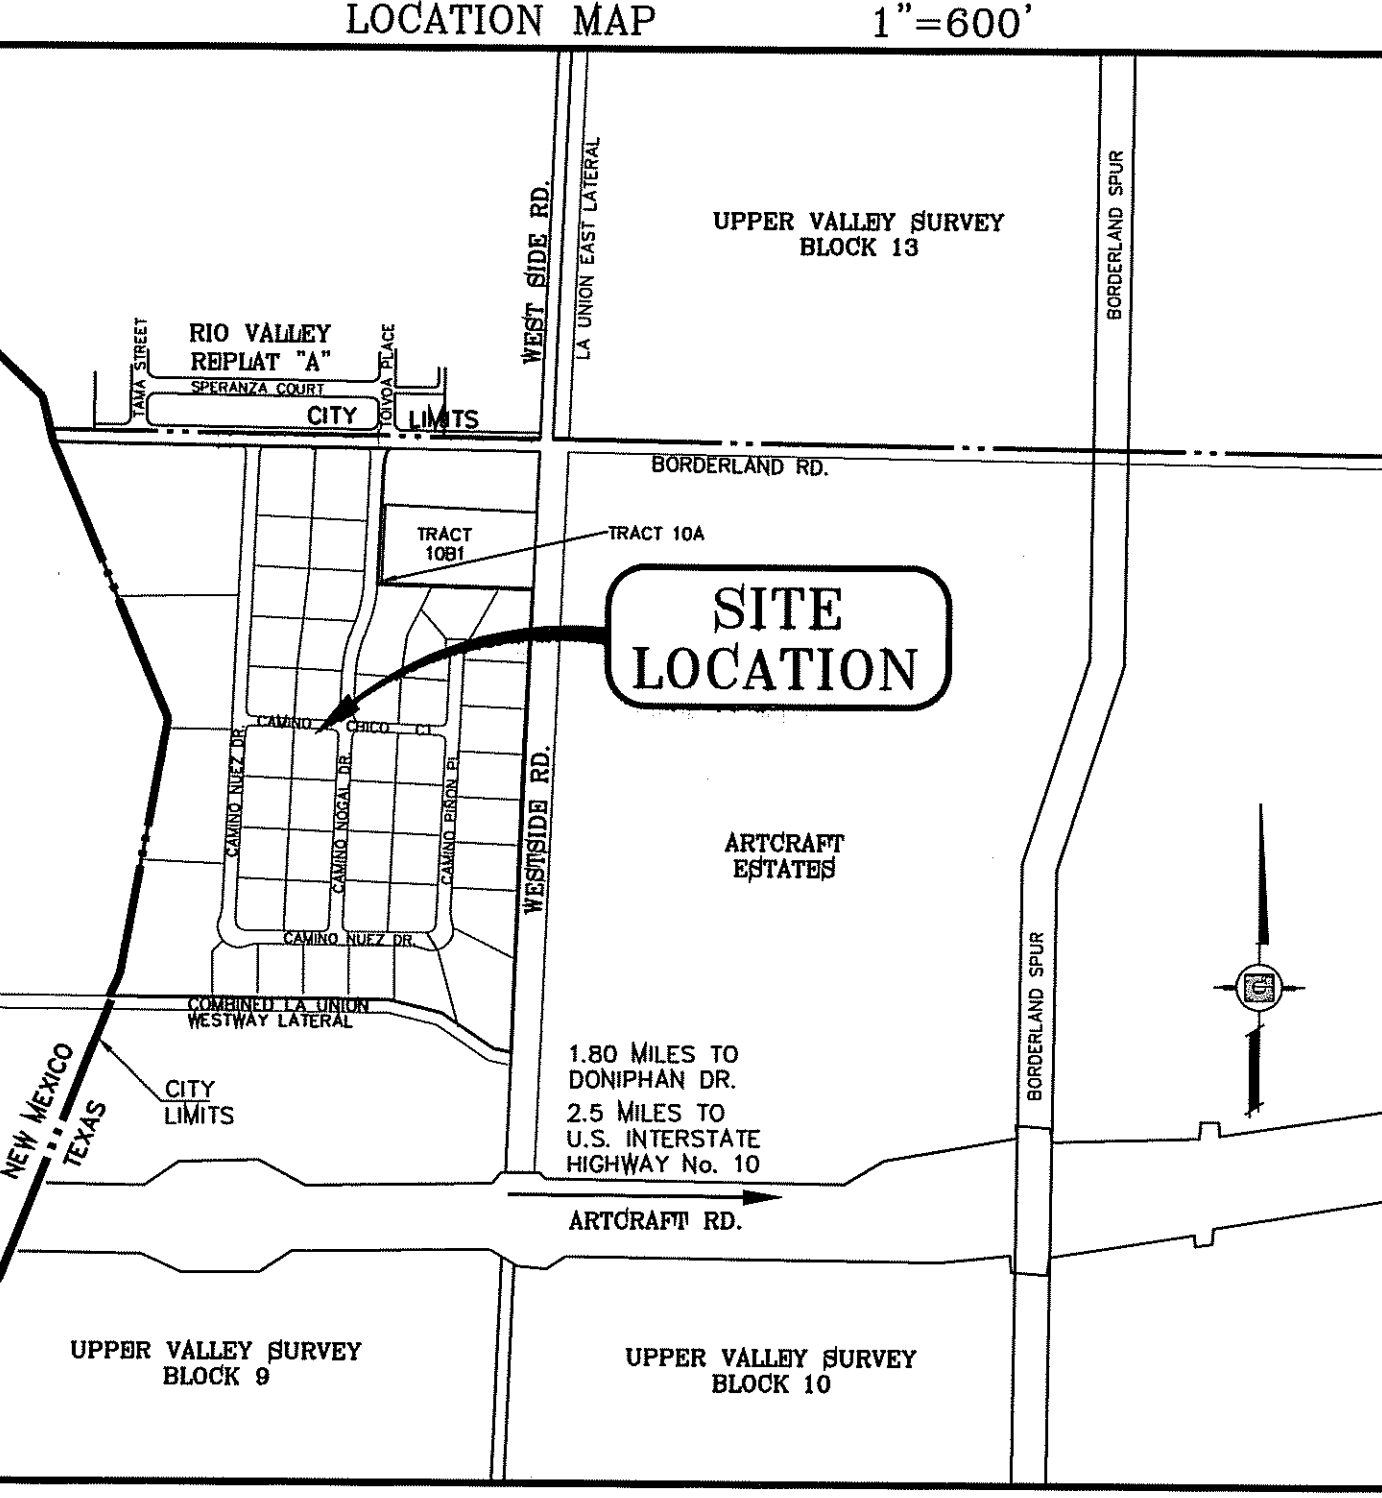 LOCATION MAP 1"=600'
WEST SIDE RD.
LA UNION EAST LATERAL
UPPER VALLEY SURVEY
BLOCK 13
BORDERLAND SPUR
TAMA STREET
RIO VALLEY
REPLAT "A"
SPERANZA COURT
TOIVOA PLACE
CITY LIMITS
BORDERLAND RD.
TRACT
10B1
TRACT 10A
SITE
LOCATION
CAMINO CHICO CT.
CAMINO NUEZ DR.
CAMINO NOGAL DR.
CAMINO PIÑON PL
WESTSIDE RD.
ARTCRAFT
ESTATES
CAMINO NUEZ DR.
BORDERLAND SPUR
COMBINED LA UNION
WESTWAY LATERAL
NEW MEXICO
TEXAS
CITY
LIMITS
1.80 MILES TO
DONIPHAN DR.
2.5 MILES TO
U.S. INTERSTATE
HIGHWAY No. 10
ARTCRAFT RD.
UPPER VALLEY SURVEY
BLOCK 9
UPPER VALLEY SURVEY
BLOCK 10